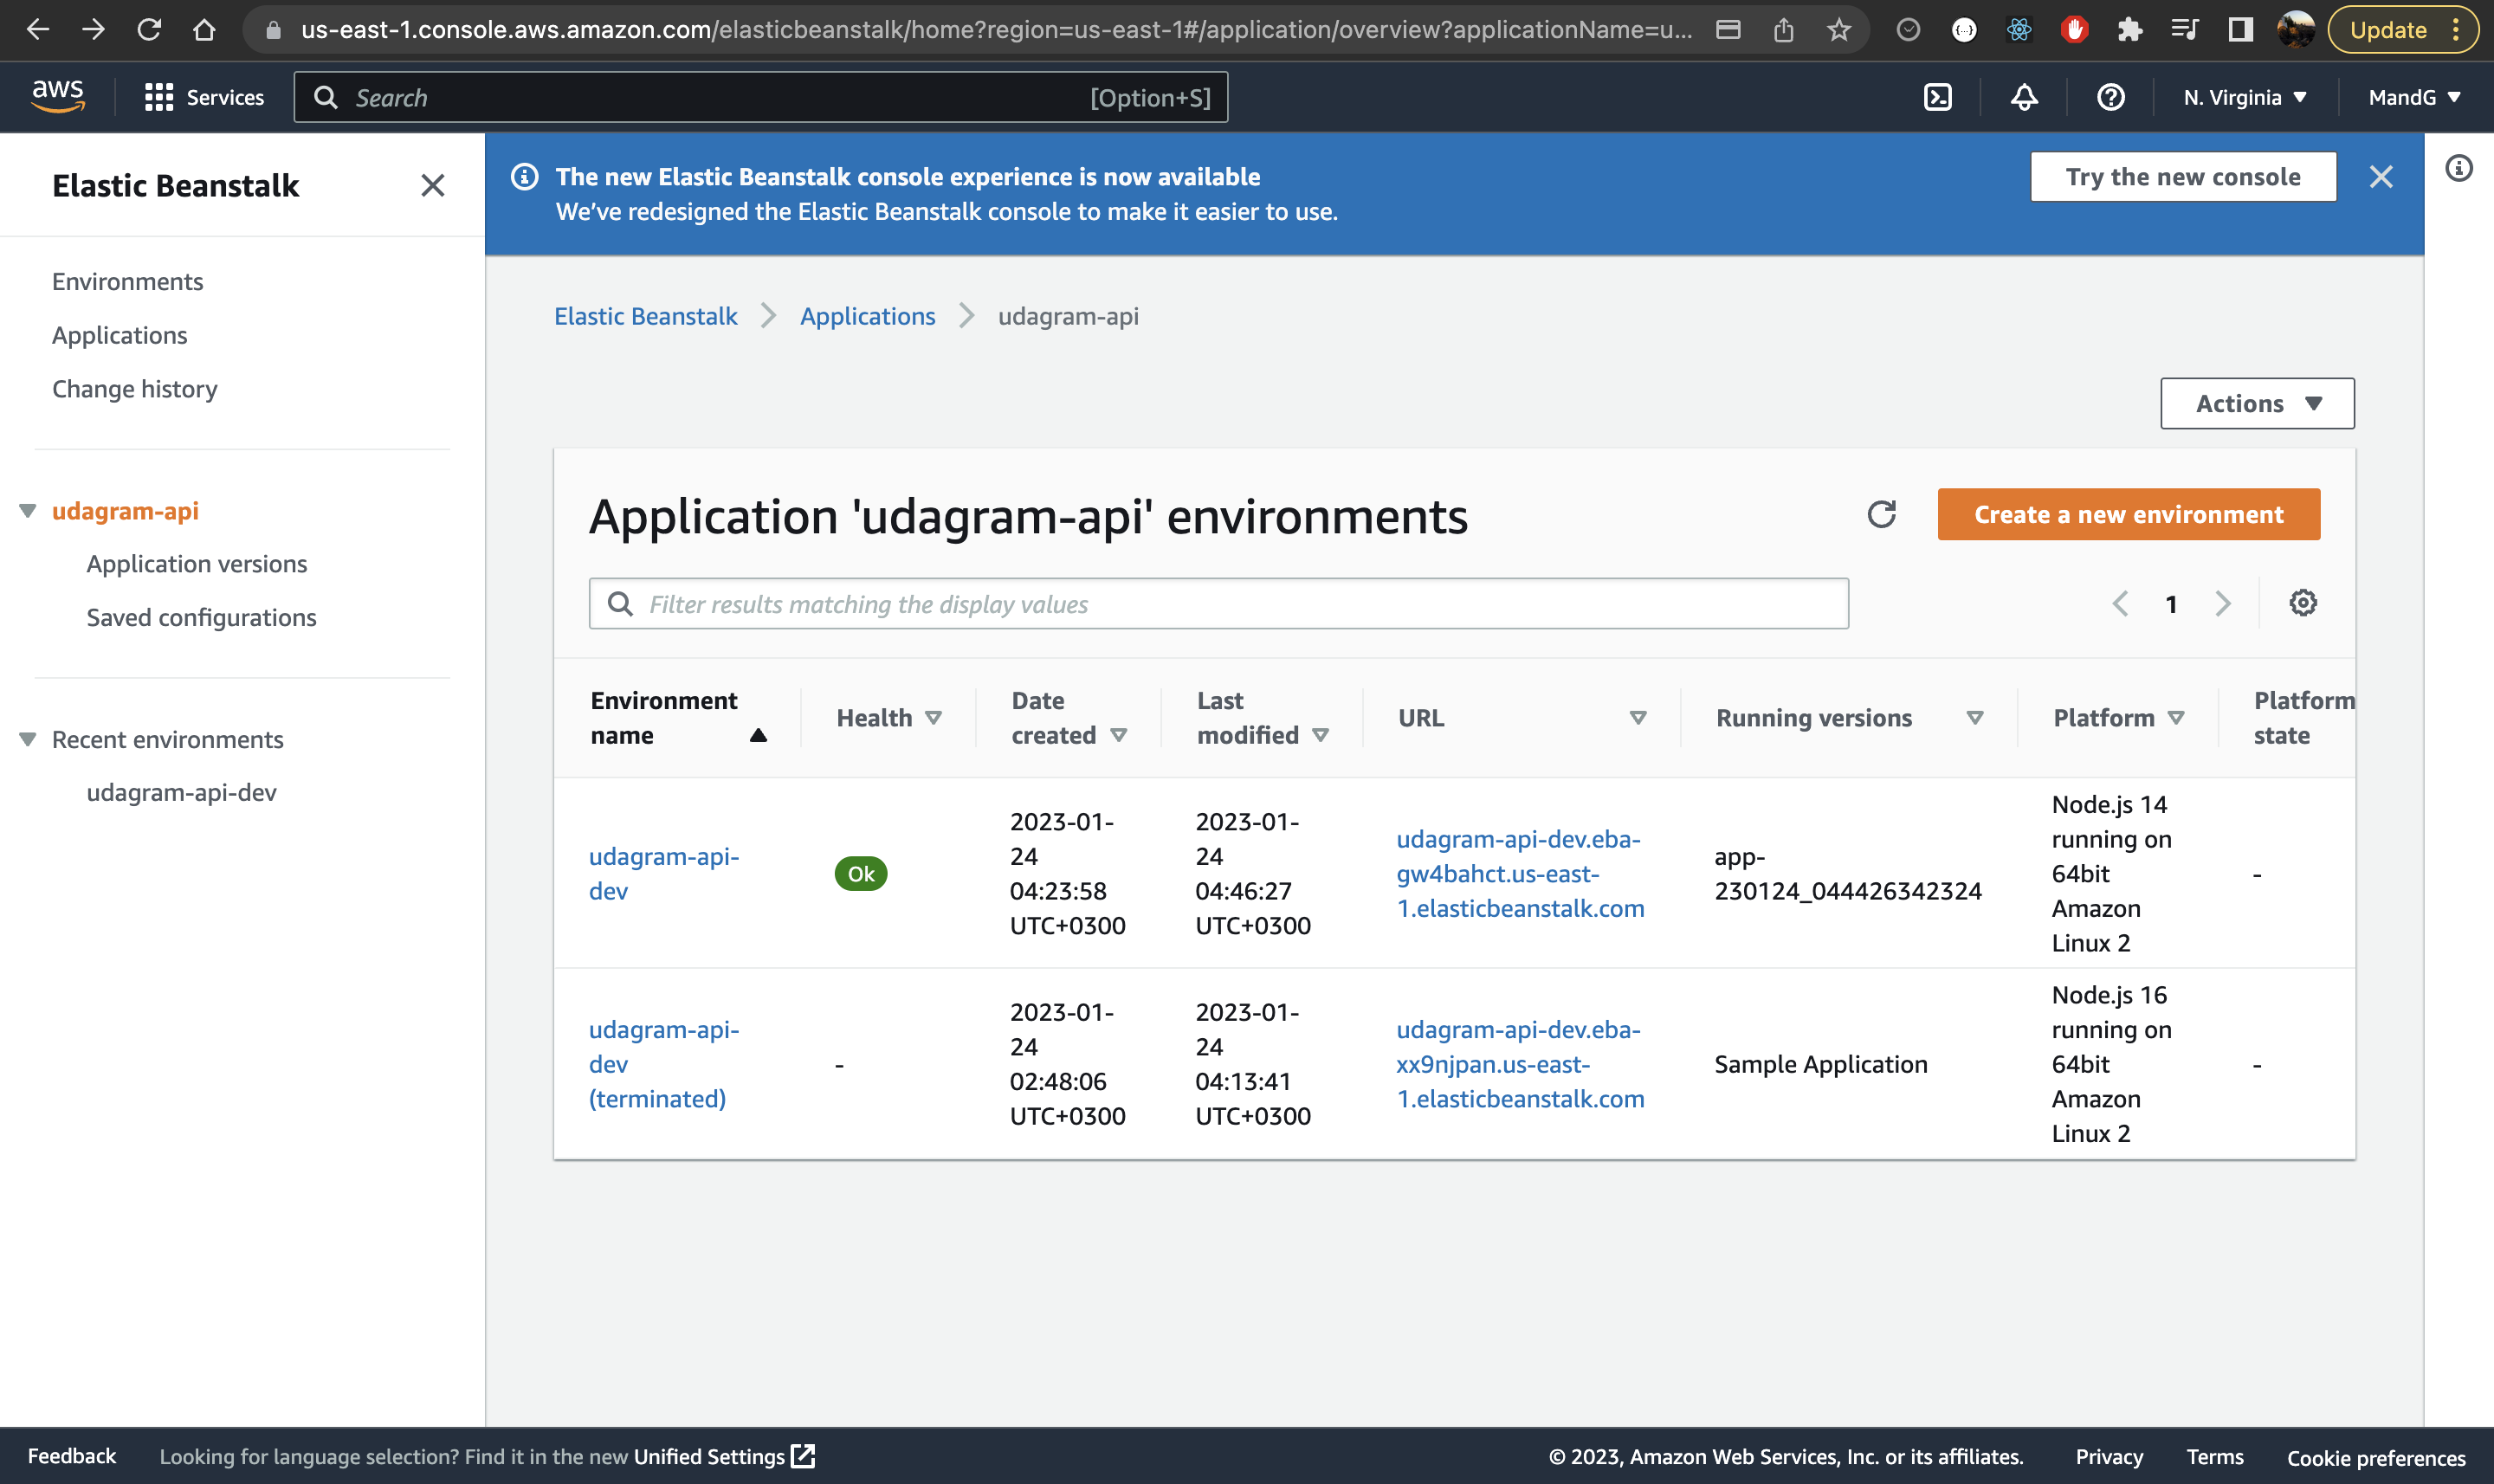 us-east-1.console.aws.amazon.com/elasticbeanstalk/home?region=us-east-1#/application/overview?applicationName=u...
Update
aws
Services
Search
[Option+S]
N. Virginia
MandG
Elastic Beanstalk
The new Elastic Beanstalk console experience is now available
We've redesigned the Elastic Beanstalk console to make it easier to use.
Try the new console
Environments
Applications
Change history
udagram-api
Application versions
Saved configurations
Recent environments
udagram-api-dev
Elastic Beanstalk
Applications
udagram-api
Actions
Application 'udagram-api' environments
Create a new environment
Filter results matching the display values
1
Environment
name
Health
Date
created
Last
modified
URL
Running versions
Platform
Platform
state
udagram-api-
dev
Ok
2023-01-
24
04:23:58
UTC+0300
2023-01-
24
04:46:27
UTC+0300
udagram-api-dev.eba-
gw4bahct.us-east-
1.elasticbeanstalk.com
app-
230124_044426342324
Node.js 14
running on
64bit
Amazon
Linux 2
-
udagram-api-
dev
(terminated)
-
2023-01-
24
02:48:06
UTC+0300
2023-01-
24
04:13:41
UTC+0300
udagram-api-dev.eba-
xx9njpan.us-east-
1.elasticbeanstalk.com
Sample Application
Node.js 16
running on
64bit
Amazon
Linux 2
-
Feedback
Looking for language selection? Find it in the new Unified Settings
© 2023, Amazon Web Services, Inc. or its affiliates.
Privacy
Terms
Cookie preferences